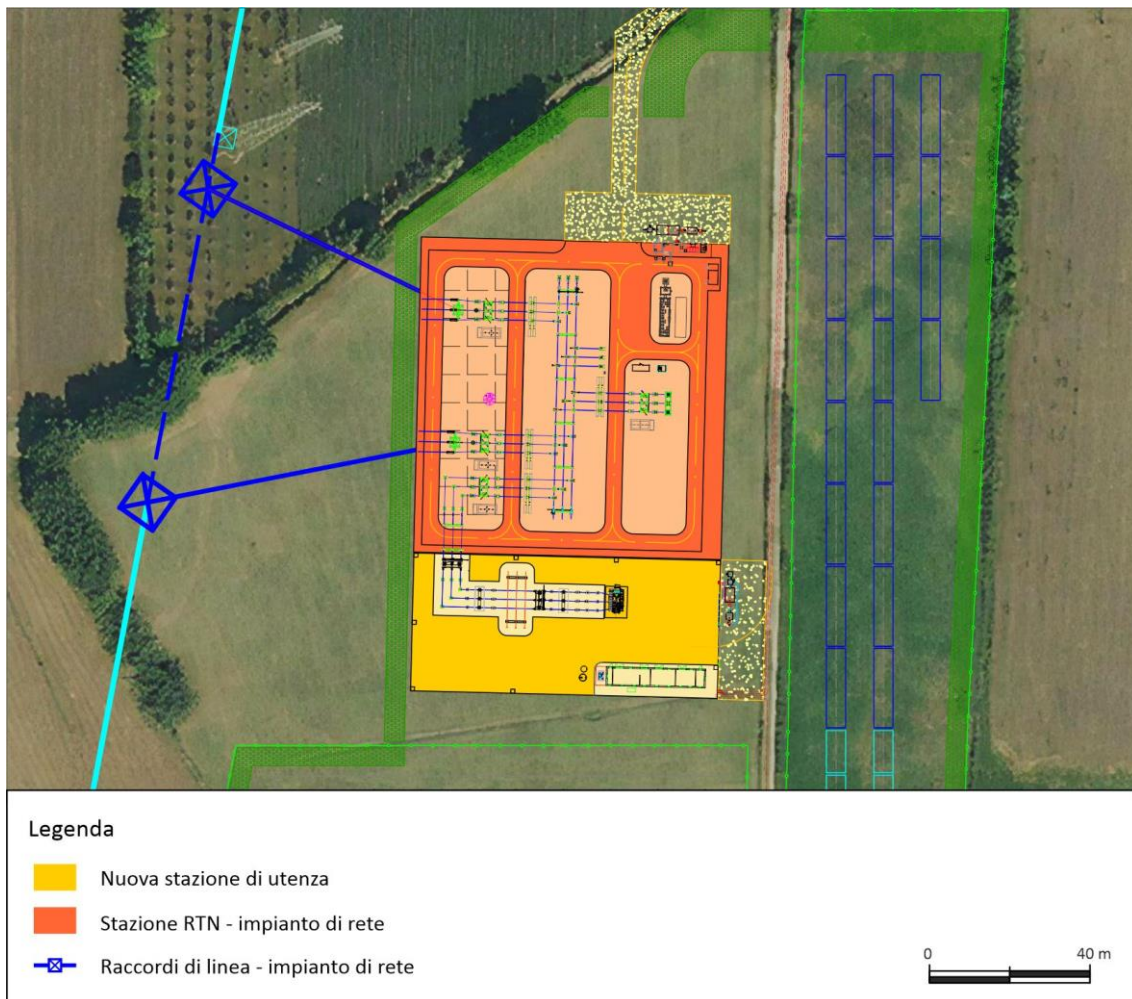 Legenda
Nuova stazione di utenza
Stazione RTN - impianto di rete
Raccordi di linea - impianto di rete
0 40 m